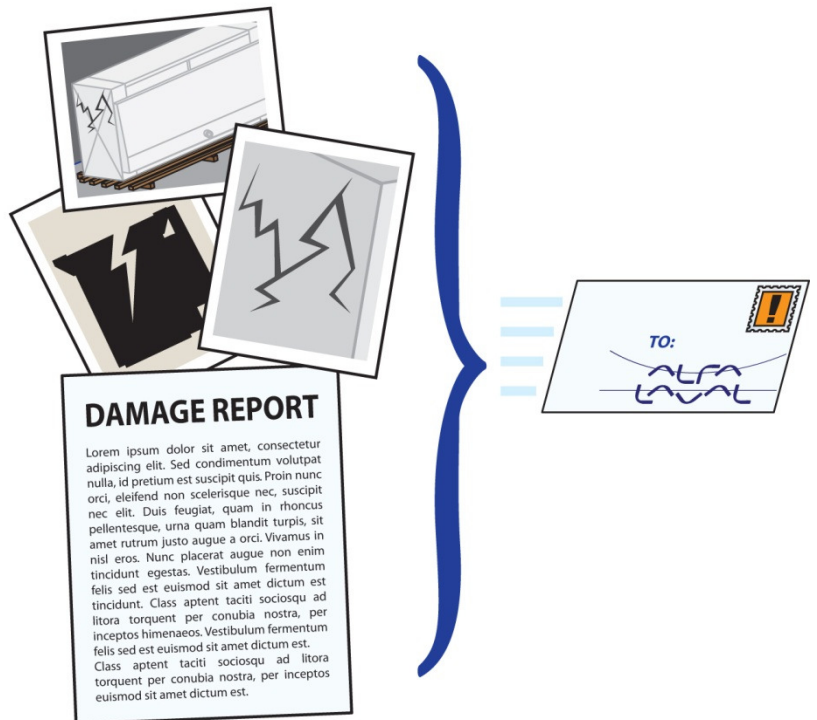 DAMAGE REPORT
Lorem ipsum dolor sit amet, consectetur
adipiscing elit. Sed condimentum volutpat
nulla, id pretium est suscipit quis. Proin nunc
orci, eleifend non scelerisque nec, suscipit
nec elit. Duis feugiat, quam in rhoncus
pellentesque, urna quam blandit turpis, sit
amet rutrum justo augue a orci. Vivamus in
nisl eros. Nunc placerat augue non enim
tincidunt egestas. Vestibulum fermentum
felis sed est euismod sit amet dictum est
tincidunt. Class aptent taciti sociosqu ad
litora torquent per conubia nostra, per
inceptos himenaeos. Vestibulum fermentum
felis sed est euismod sit amet dictum est.
Class aptent taciti sociosqu ad litora
torquent per conubia nostra, per inceptos
euismod sit amet dictum est.
!
TO:
ALFA
LAVAL